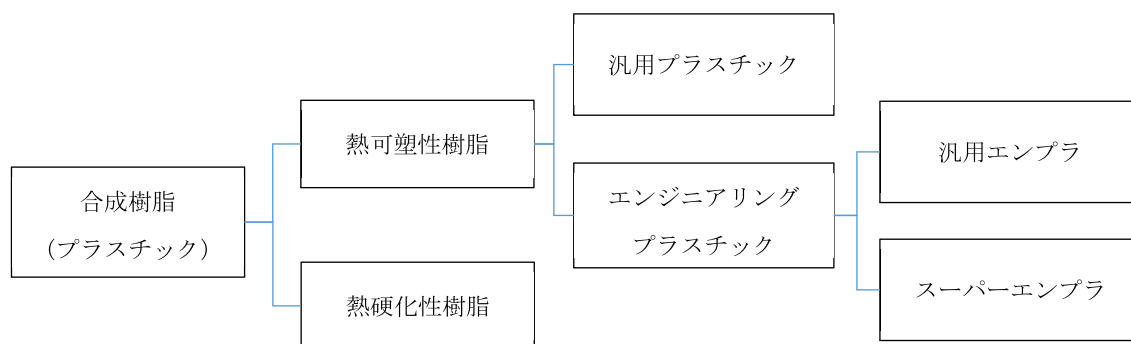 合成樹脂
(プラスチック)
熱可塑性樹脂
熱硬化性樹脂
汎用プラスチック
エンジニアリング
プラスチック
汎用エンプラ
スーパーエンプラ